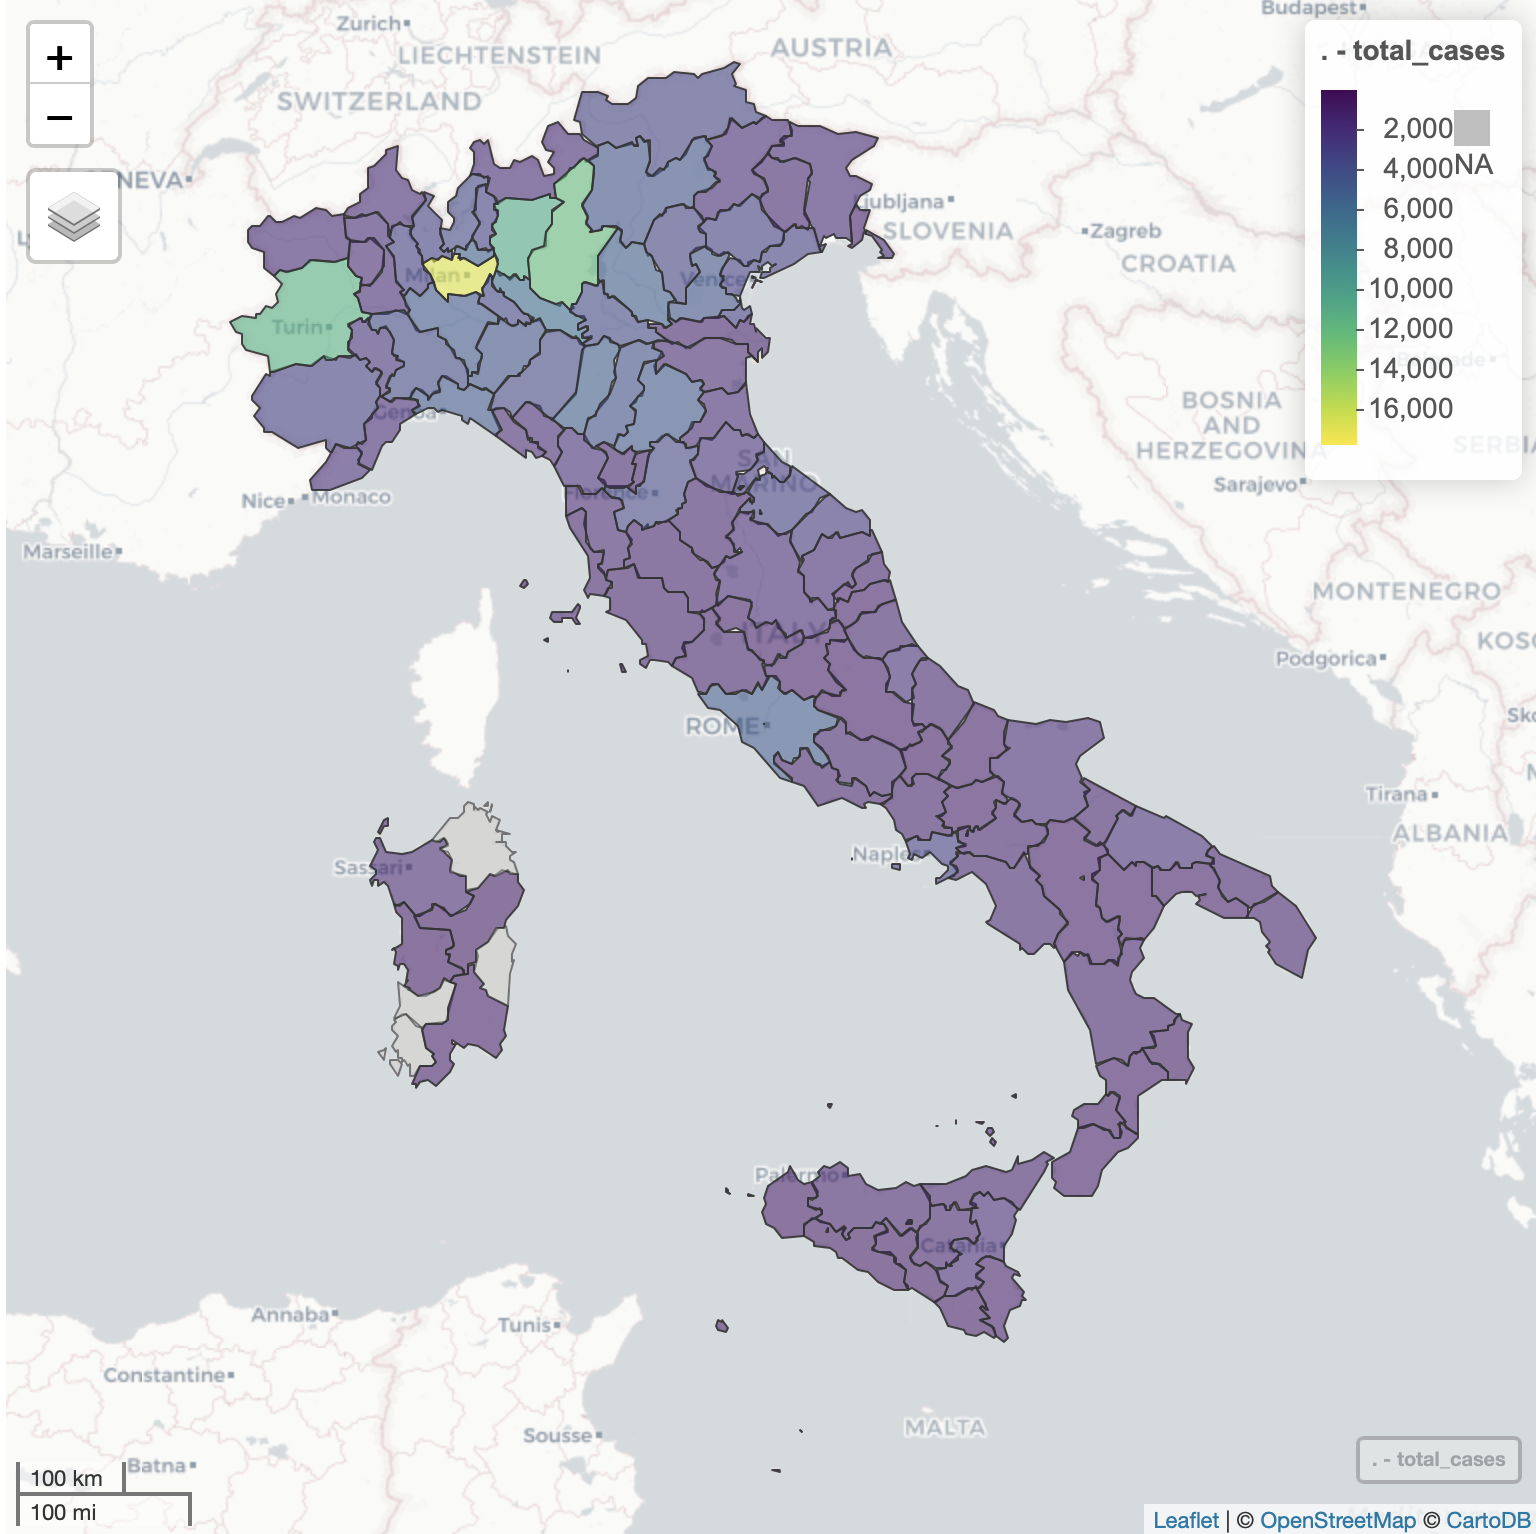 +
−
Zurich
LIECHTENSTEIN
AUSTRIA
Budapest
SWITZERLAND
NEVA
Ljubljana
SLOVENIA
Zagreb
CROATIA
Milan
Venice
Turin
Genoa
BOSNIA
AND
HERZEGOVINA
SERBIA
Sarajevo
SAN
MARINO
Florence
Nice
Monaco
Marseille
MONTENEGRO
ITALY
KOSO
Podgorica
Sko
ROME
Tirana
ALBANIA
Naples
Sassari
Palermo
Catania
Annaba
Tunis
Constantine
Sousse
MALTA
Batna
. - total_cases
2,000
4,000
6,000
8,000
10,000
12,000
14,000
16,000
NA
100 km
100 mi
. - total_cases
Leaflet | © OpenStreetMap © CartoDB